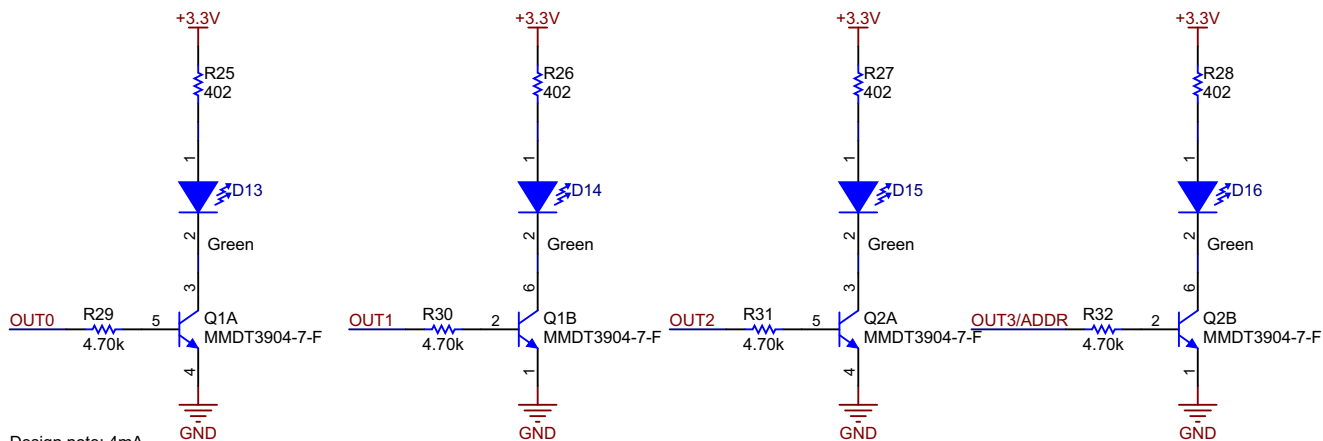 +3.3V +3.3V +3.3V +3.3V
R25 R26 R27 R28
402 402 402 402
1 1 1 1
D13 D14 D15 D16
2 2 2 2
Green Green Green Green
3 6 3 6
OUT0 R29 5 Q1A OUT1 R30 2 Q1B OUT2 R31 5 Q2A OUT3/ADDR R32 2 Q2B
4.70k MMDT3904-7-F 4.70k MMDT3904-7-F 4.70k MMDT3904-7-F 4.70k MMDT3904-7-F
4 1 4 1
GND GND GND GND
Design note: 4mA